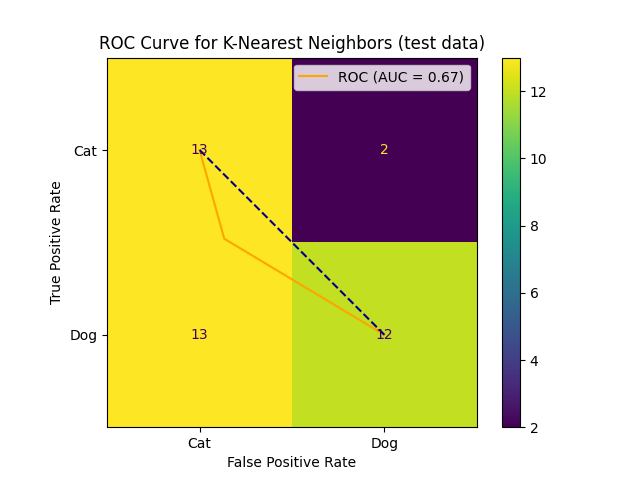 ROC Curve for K-Nearest Neighbors (test data)
ROC (AUC = 0.67)
Cat
13
2
Dog
13
12
Cat
Dog
True Positive Rate
False Positive Rate
12
10
8
6
4
2